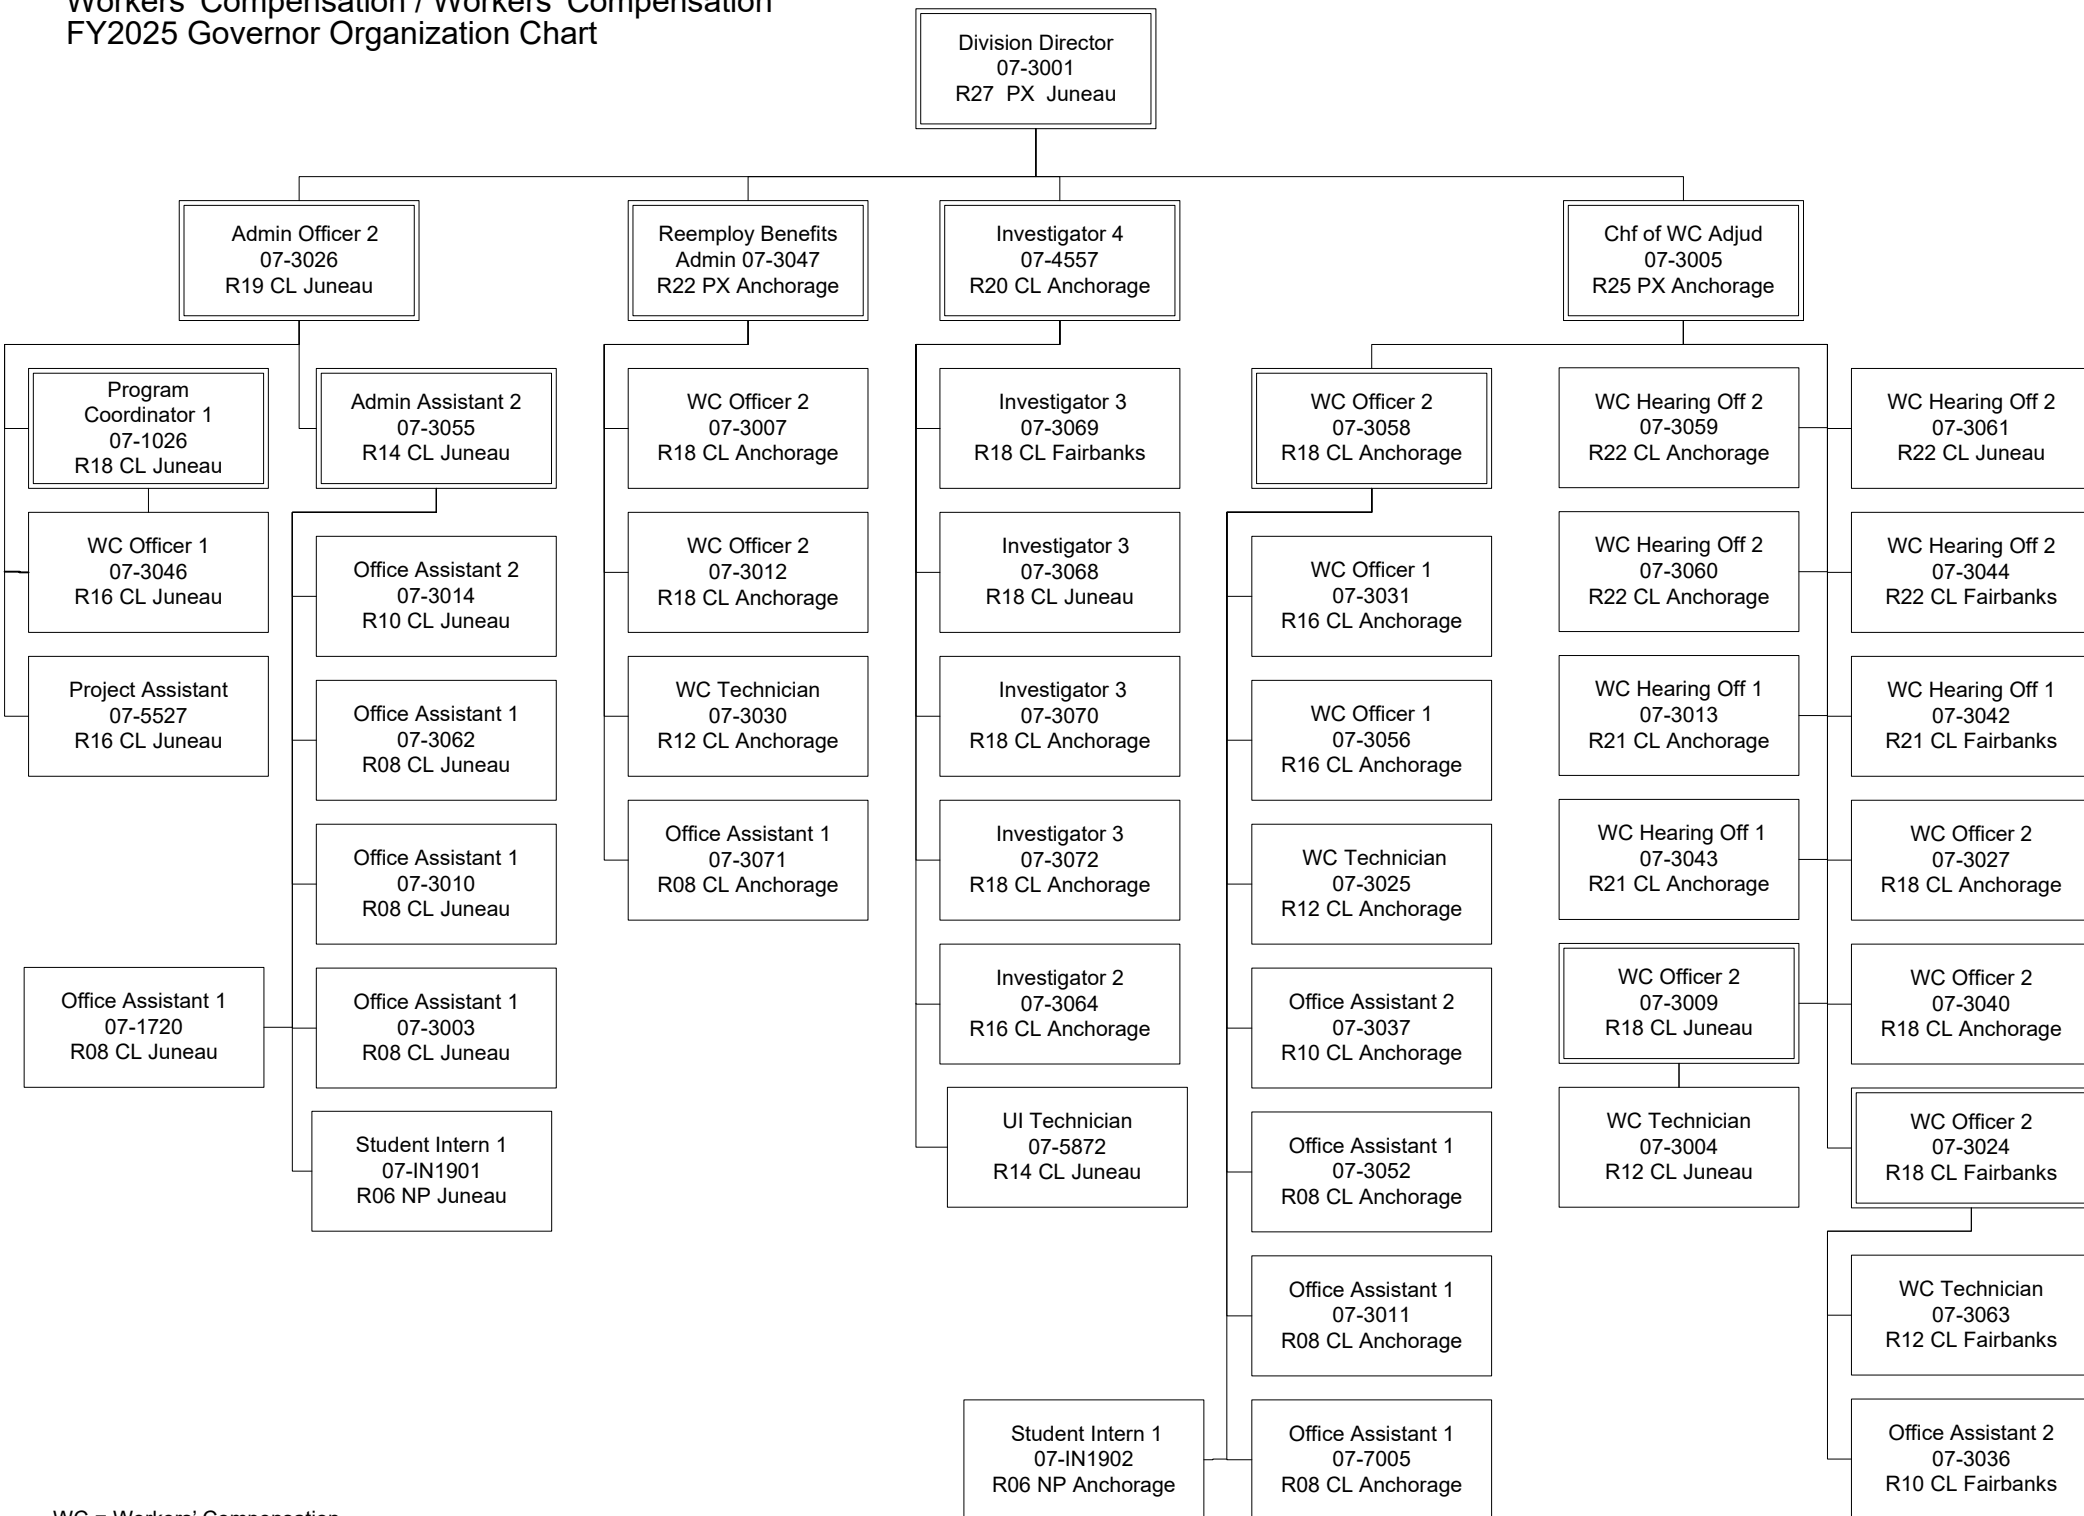 Workers' Compensation / Workers' Compensation
FY2025 Governor Organization Chart
Division Director
07-3001
R27 PX Juneau
Admin Officer 2
07-3026
R19 CL Juneau
Reemploy Benefits
Admin 07-3047
R22 PX Anchorage
Investigator 4
07-4557
R20 CL Anchorage
Chf of WC Adjud
07-3005
R25 PX Anchorage
Program
Coordinator 1
07-1026
R18 CL Juneau
Admin Assistant 2
07-3055
R14 CL Juneau
WC Officer 2
07-3007
R18 CL Anchorage
Investigator 3
07-3069
R18 CL Fairbanks
WC Officer 2
07-3058
R18 CL Anchorage
WC Hearing Off 2
07-3059
R22 CL Anchorage
WC Hearing Off 2
07-3061
R22 CL Juneau
WC Officer 1
07-3046
R16 CL Juneau
Office Assistant 2
07-3014
R10 CL Juneau
WC Officer 2
07-3012
R18 CL Anchorage
Investigator 3
07-3068
R18 CL Juneau
WC Officer 1
07-3031
R16 CL Anchorage
WC Hearing Off 2
07-3060
R22 CL Anchorage
WC Hearing Off 2
07-3044
R22 CL Fairbanks
Project Assistant
07-5527
R16 CL Juneau
Office Assistant 1
07-3062
R08 CL Juneau
WC Technician
07-3030
R12 CL Anchorage
Investigator 3
07-3070
R18 CL Anchorage
WC Officer 1
07-3056
R16 CL Anchorage
WC Hearing Off 1
07-3013
R21 CL Anchorage
WC Hearing Off 1
07-3042
R21 CL Fairbanks
Office Assistant 1
07-3010
R08 CL Juneau
Office Assistant 1
07-3071
R08 CL Anchorage
Investigator 3
07-3072
R18 CL Anchorage
WC Technician
07-3025
R12 CL Anchorage
WC Hearing Off 1
07-3043
R21 CL Anchorage
WC Officer 2
07-3027
R18 CL Anchorage
Office Assistant 1
07-1720
R08 CL Juneau
Office Assistant 1
07-3003
R08 CL Juneau
Investigator 2
07-3064
R16 CL Anchorage
Office Assistant 2
07-3037
R10 CL Anchorage
WC Officer 2
07-3009
R18 CL Juneau
WC Officer 2
07-3040
R18 CL Anchorage
Student Intern 1
07-IN1901
R06 NP Juneau
UI Technician
07-5872
R14 CL Juneau
Office Assistant 1
07-3052
R08 CL Anchorage
WC Technician
07-3004
R12 CL Juneau
WC Officer 2
07-3024
R18 CL Fairbanks
Office Assistant 1
07-3011
R08 CL Anchorage
WC Technician
07-3063
R12 CL Fairbanks
Student Intern 1
07-IN1902
R06 NP Anchorage
Office Assistant 1
07-7005
R08 CL Anchorage
Office Assistant 2
07-3036
R10 CL Fairbanks
WC = Workers' Compensation